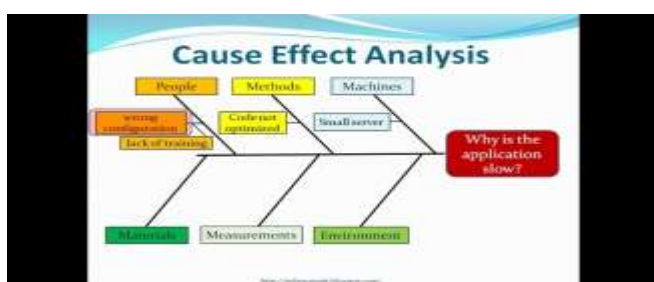 Cause Effect Analysis
People
Methods
Machines
wrong
configuration
Code not
optimized
Small server
lack of training
Why is the
application
slow?
Materials
Measurements
Environment